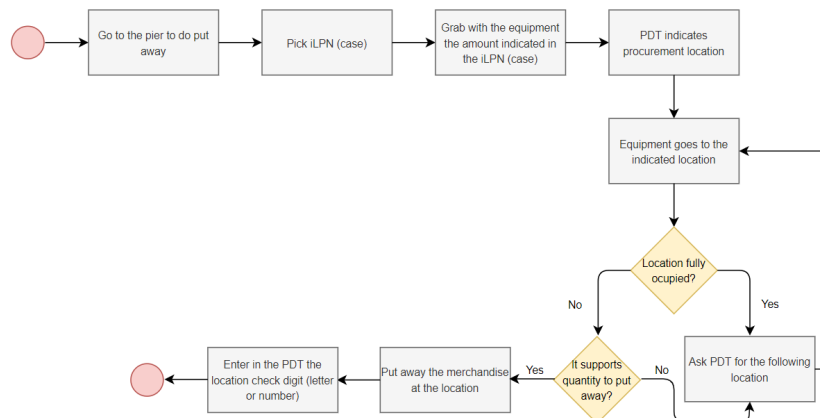 Go to the pier to do put
away
Pick iLPN (case)
Grab with the equipment
the amount indicated in
the iLPN (case)
PDT indicates
procurement location
Equipment goes to the
indicated location
Location fully
ocupied?
No
Yes
Enter in the PDT the
location check digit (letter
or number)
Put away the merchandise
at the location
Yes
It supports
quantity to put
away?
No
Ask PDT for the following
location